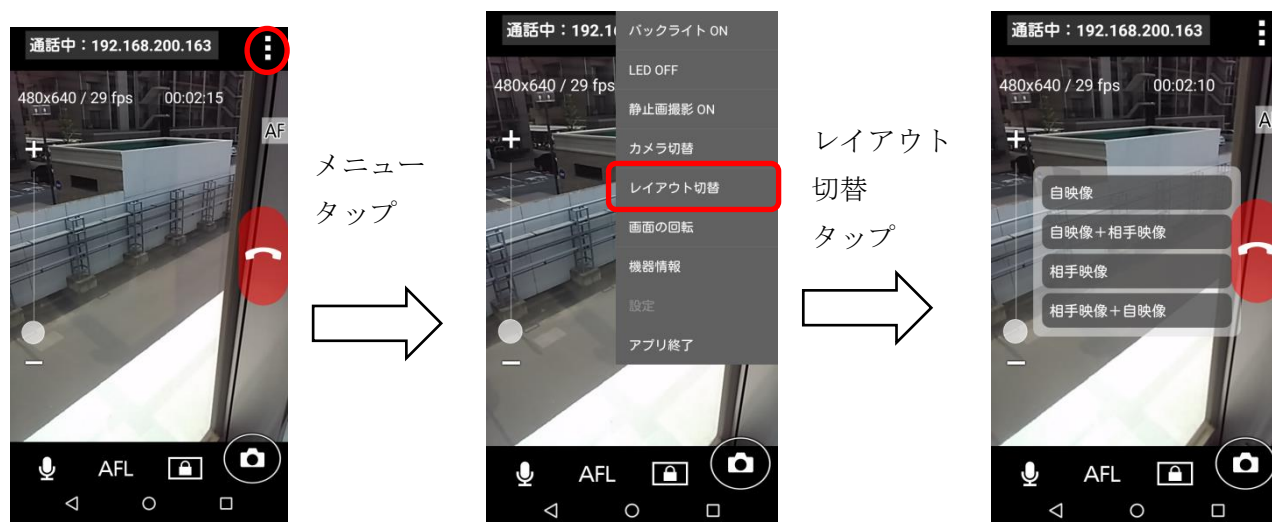 通話中：192.168.200.163
480x640 / 29 fps 00:02:15
AF
+
−
AFL
メニュー
タップ
通話中：192.1
480x640 / 29 fps
+
−
AFL
バックライト ON
LED OFF
静止画撮影 ON
カメラ切替
レイアウト切替
画面の回転
機器情報
設定
アプリ終了
レイアウト
切替
タップ
通話中：192.168.200.163
480x640 / 29 fps 00:02:10
A
+
自映像
自映像＋相手映像
相手映像
相手映像＋自映像
−
AFL